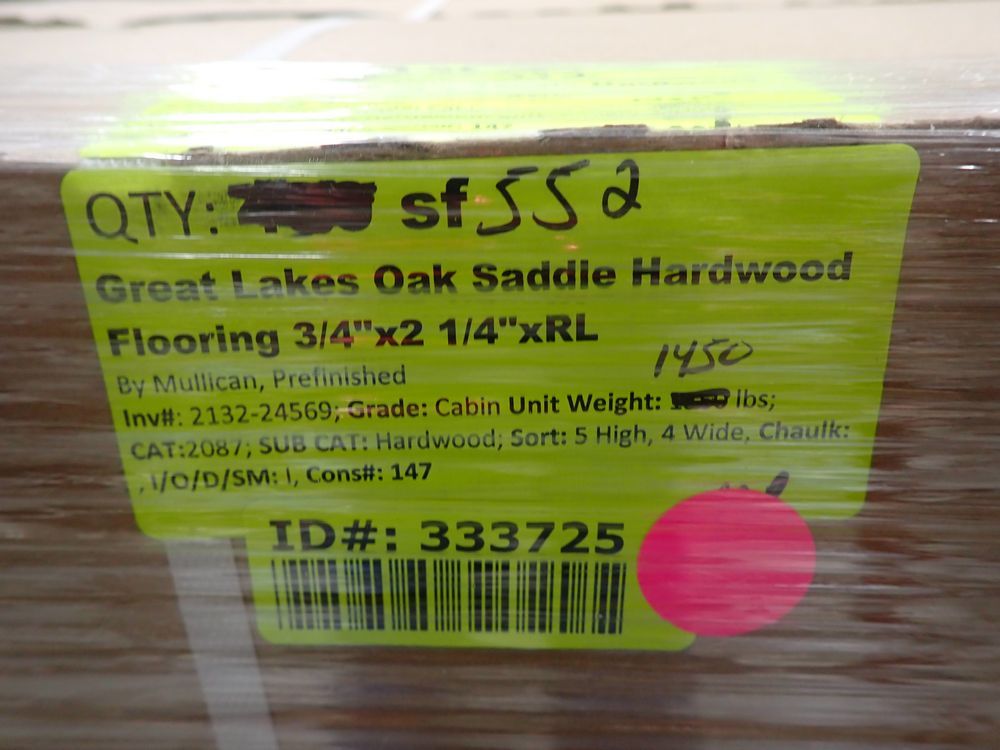 QTY: sf 552
Great Lakes Oak Saddle Hardwood
Flooring 3/4"x2 1/4"xRL
1450
By Mullican, Prefinished
Inv#: 2132-24569; Grade: Cabin Unit Weight: lbs;
CAT:2087; SUB CAT: Hardwood; Sort: 5 High, 4 Wide, Chaulk:
, I/O/D/SM: I, Cons#: 147
ID#: 333725